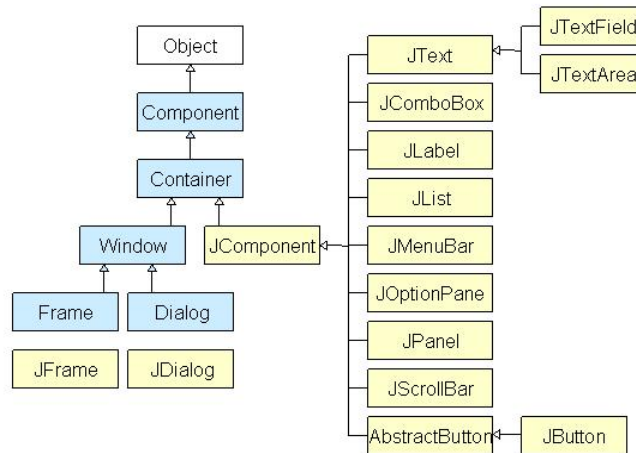 Object
Component
Container
Window
JComponent
Frame
Dialog
JFrame
JDialog
JText
JComboBox
JLabel
JList
JMenuBar
JOptionPane
JPanel
JScrollBar
AbstractButton
JTextField
JTextArea
JButton